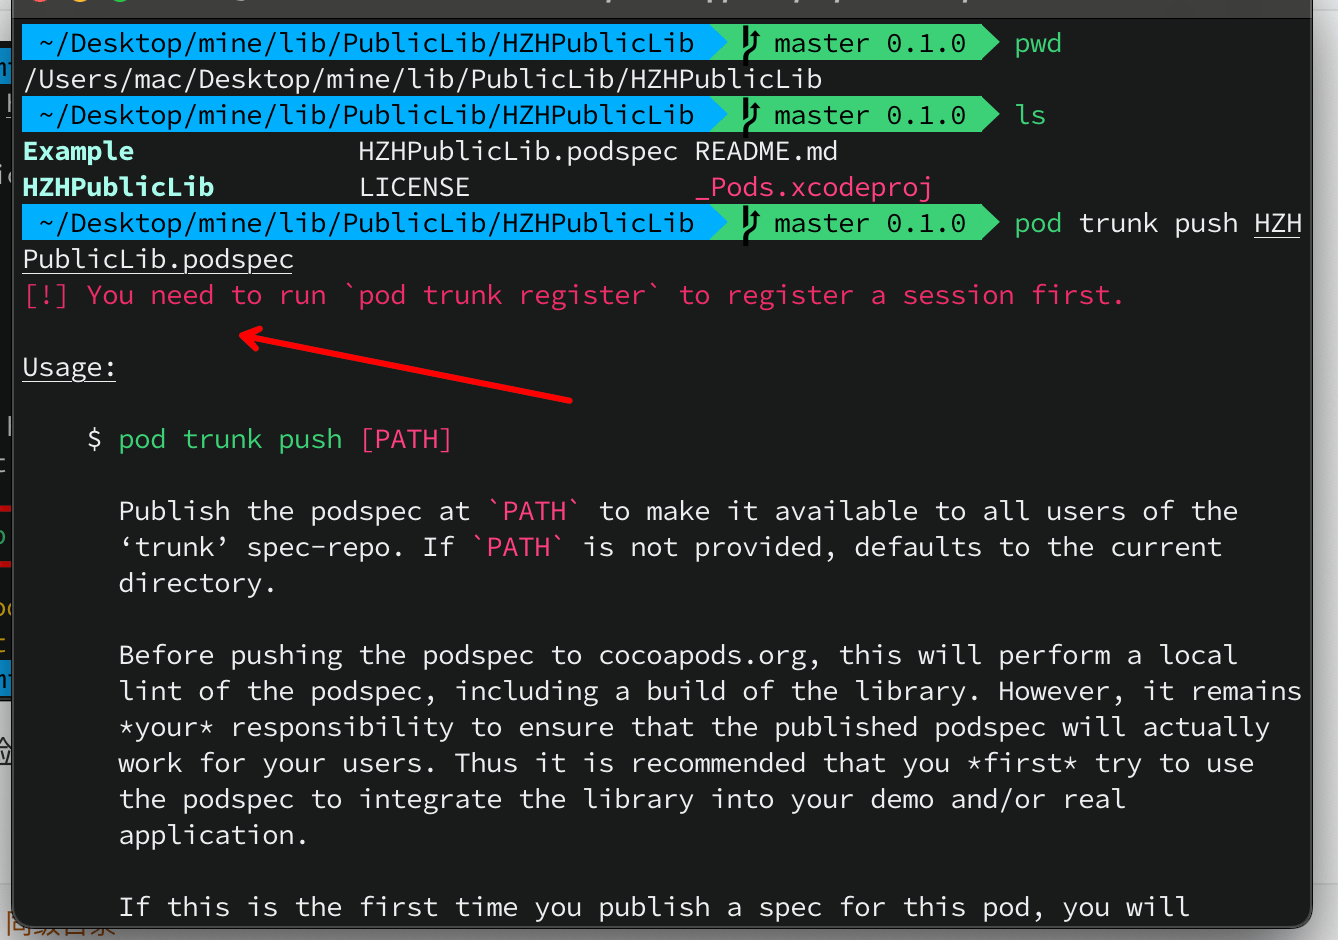 ~/Desktop/mine/lib/PublicLib/HZHPublicLib master 0.1.0 pwd
/Users/mac/Desktop/mine/lib/PublicLib/HZHPublicLib
~/Desktop/mine/lib/PublicLib/HZHPublicLib master 0.1.0 ls
Example HZHPublicLib.podspec README.md
HZHPublicLib LICENSE _Pods.xcodeproj
~/Desktop/mine/lib/PublicLib/HZHPublicLib master 0.1.0 pod trunk push HZH
PublicLib.podspec
[!] You need to run `pod trunk register` to register a session first.
Usage:
$ pod trunk push [PATH]
Publish the podspec at `PATH` to make it available to all users of the
‘trunk’ spec-repo. If `PATH` is not provided, defaults to the current
directory.
Before pushing the podspec to cocoapods.org, this will perform a local
lint of the podspec, including a build of the library. However, it remains
*your* responsibility to ensure that the published podspec will actually
work for your users. Thus it is recommended that you *first* try to use
the podspec to integrate the library into your demo and/or real
application.
If this is the first time you publish a spec for this pod, you will